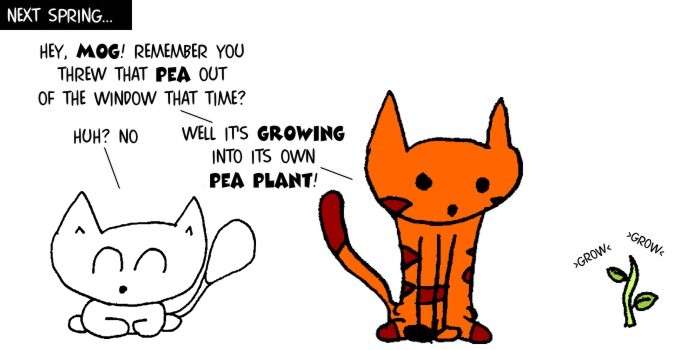 NEXT SPRING...
HEY, MOG! REMEMBER YOU
THREW THAT PEA OUT
OF THE WINDOW THAT TIME?
HUH? NO
WELL IT'S GROWING
INTO ITS OWN
PEA PLANT!
>GROW<
>GROW<